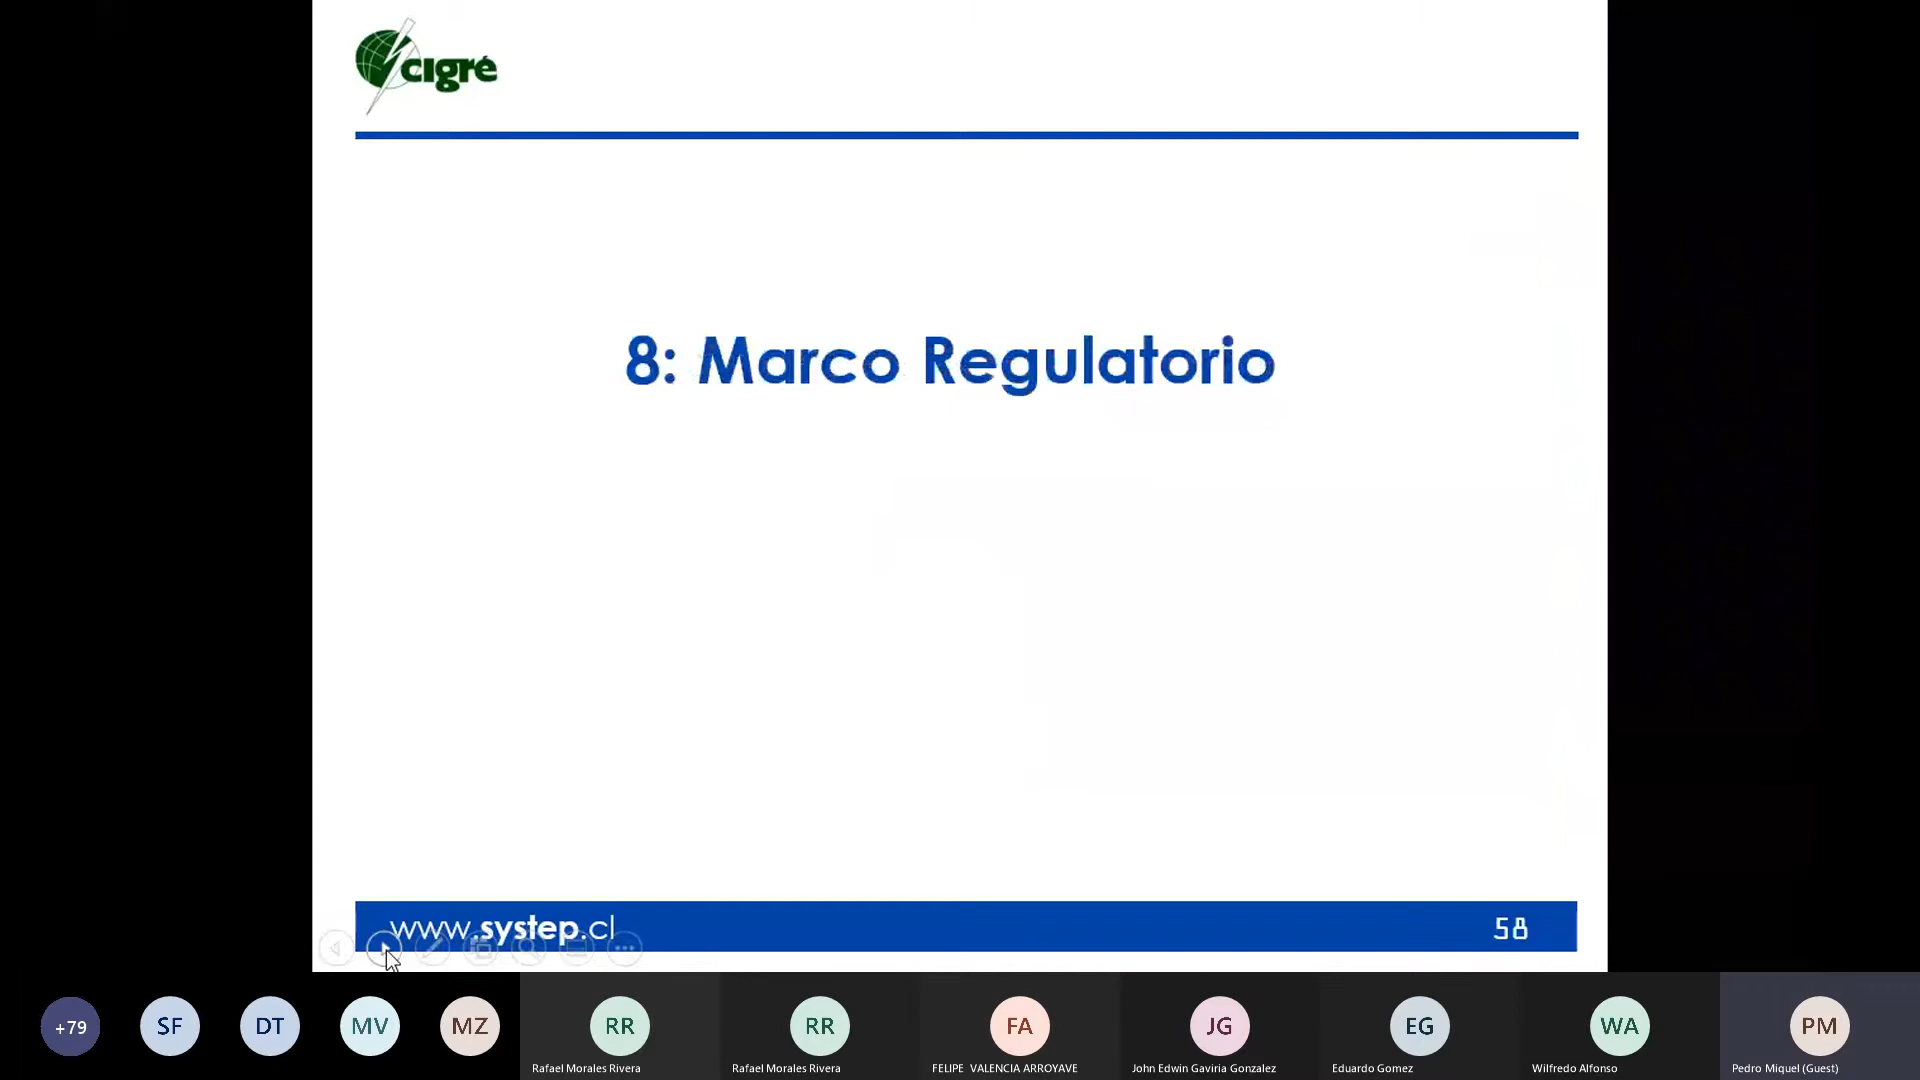 cigré
8: Marco Regulatorio
www.systep.cl
58
+79
SF
DT
MV
MZ
RR
RR
FA
JG
EG
WA
PM
Rafael Morales Rivera
Rafael Morales Rivera
FELIPE VALENCIA ARROYAVE
John Edwin Gaviria Gonzalez
Eduardo Gomez
Wilfredo Alfonso
Pedro Miquel (Guest)